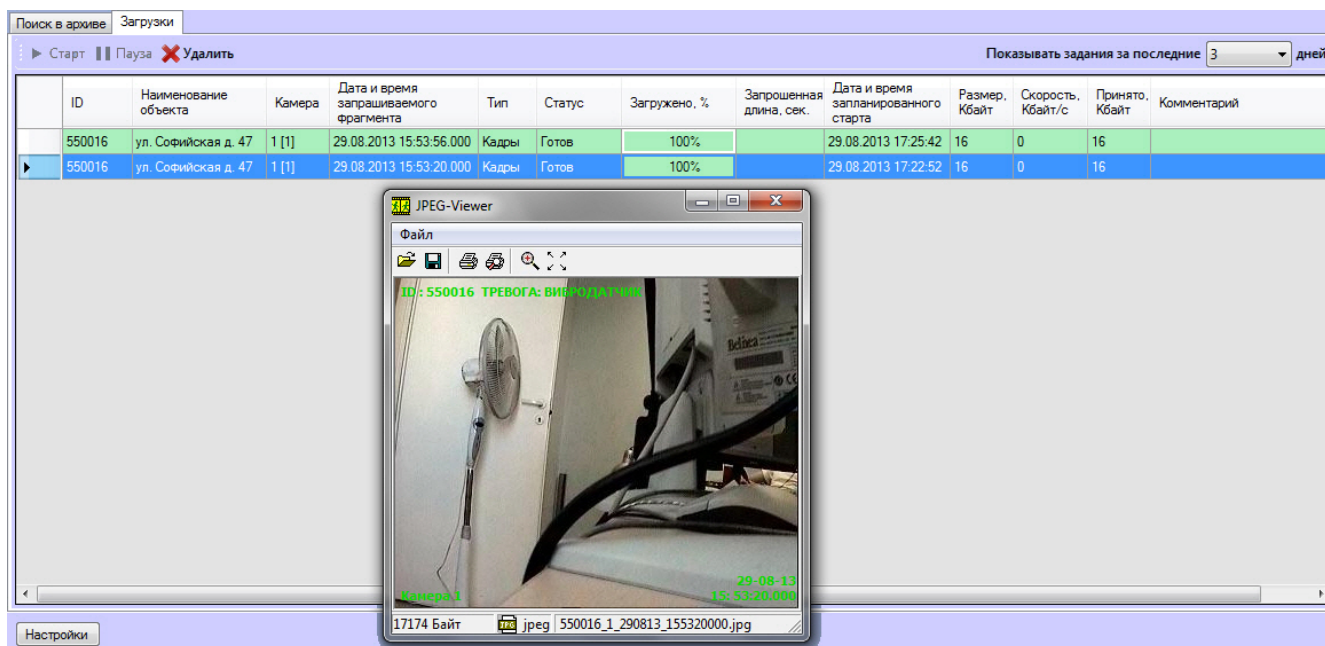 Поиск в архиве Загрузки
Старт Пауза Удалить Показывать задания за последние 3 дней
ID Наименование объекта Камера Дата и время запрашиваемого фрагмента Тип Статус Загружено, % Запрошенная длина, сек. Дата и время запланированного старта Размер, Кбайт Скорость, Кбайт/с Принято, Кбайт Комментарий
550016 ул. Софийская д. 47 1 [1] 29.08.2013 15:53:56.000 Кадры Готов 100% 29.08.2013 17:25:42 16 0 16
550016 ул. Софийская д. 47 1 [1] 29.08.2013 15:53:20.000 Кадры Готов 100% 29.08.2013 17:22:52 16 0 16
JPEG-Viewer
Файл
ID : 550016 ТРЕВОГА: ВИБРОДАТЧИК
Belinea
29-08-13
Камера 1 15:53:20.000
17174 Байт jpeg 550016_1_290813_155320000.jpg
Настройки